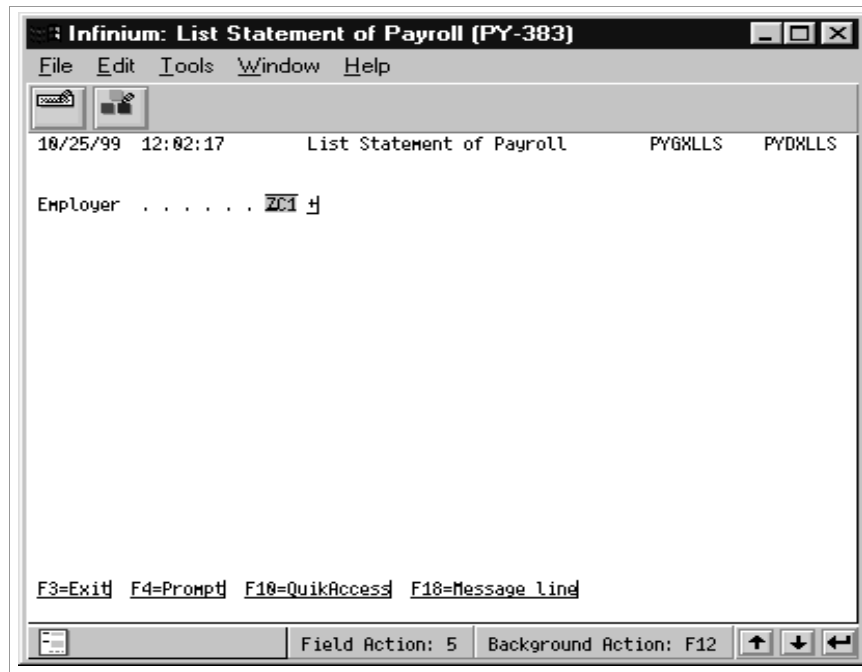 Infinium: List Statement of Payroll (PY-383)
File Edit Tools Window Help
10/25/99 12:02:17 List Statement of Payroll PYGXLLS PYDXLLS
Employer . . . . . . ZC1 +
F3=Exit F4=Prompt F10=QuikAccess F18=Message line
Field Action: 5 Background Action: F12